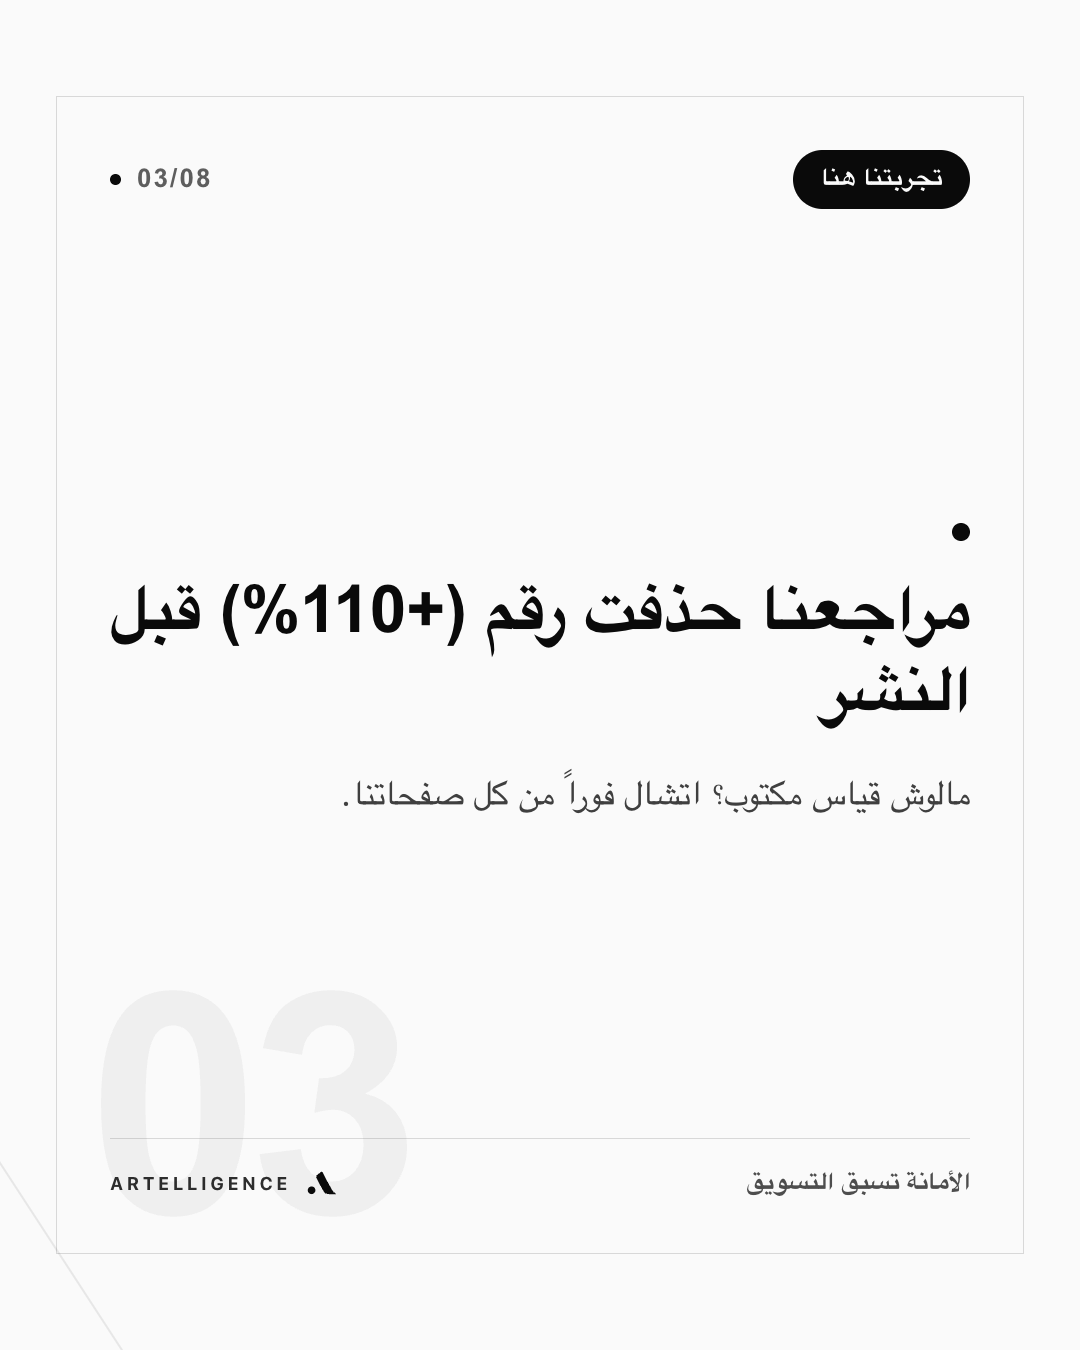 تجربتنا هنا
03/08
مراجعنا حذفت رقم (+110%) قبل
النشر
مالوش قياس مكتوب؟ اتشال فوراً من كل صفحاتنا.
03
الأمانة تسبق التسويق
ARTELLIGENCE